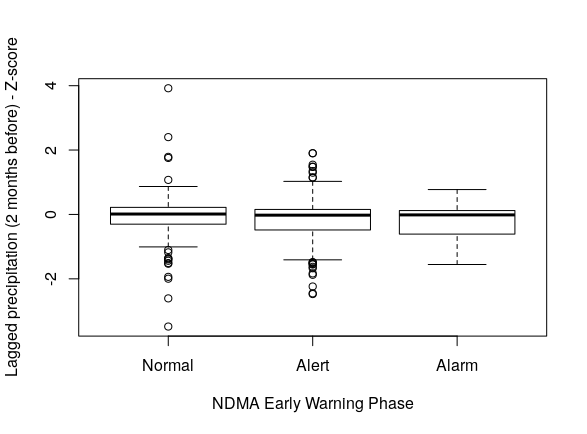 Lagged precipitation (2 months before) - Z-score
4
2
0
-2
Normal Alert Alarm
NDMA Early Warning Phase